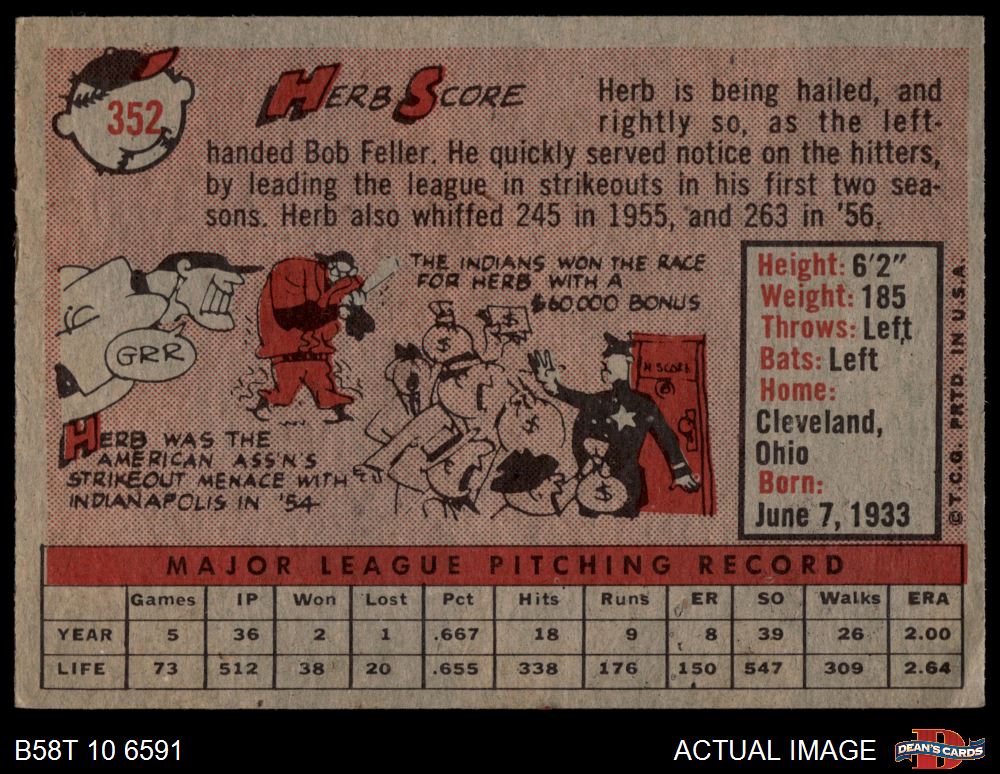 352
HERB SCORE
Herb is being hailed, and
rightly so, as the left-
handed Bob Feller. He quickly served notice on the hitters,
by leading the league in strikeouts in his first two sea-
sons. Herb also whiffed 245 in 1955, and 263 in '56.
THE INDIANS WON THE RACE
FOR HERB WITH A
$60,000 BONUS
GRR
H SCORE
$
$
$
$
HERB WAS THE
AMERICAN ASS'N'S
STRIKEOUT MENACE WITH
INDIANAPOLIS IN '54
Height: 6'2"
Weight: 185
Throws: Left
Bats: Left
Home:
Cleveland,
Ohio
Born:
June 7, 1933
© T.C.G. PRTD. IN U.S.A.
MAJOR LEAGUE PITCHING RECORD
Games IP Won Lost Pct Hits Runs ER SO Walks ERA
YEAR 5 36 2 1 .667 18 9 8 39 26 2.00
LIFE 73 512 38 20 .655 338 176 150 547 309 2.64
B58T 10 6591
ACTUAL IMAGE
D
DEAN'S CARDS